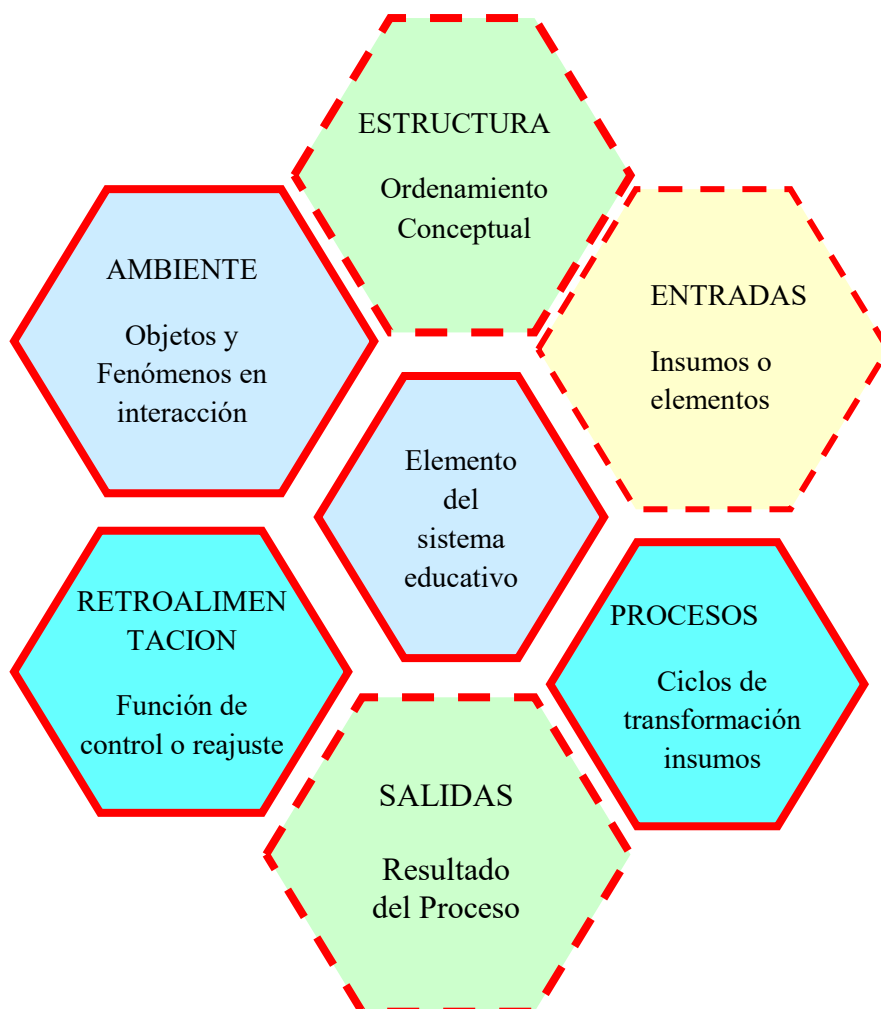 ESTRUCTURA
Ordenamiento
Conceptual
AMBIENTE
Objetos y
Fenómenos en
interacción
ENTRADAS
Insumos o
elementos
Elemento
del
sistema
educativo
RETROALIMEN
TACION
Función de
control o reajuste
PROCESOS
Ciclos de
transformación
insumos
SALIDAS
Resultado
del Proceso